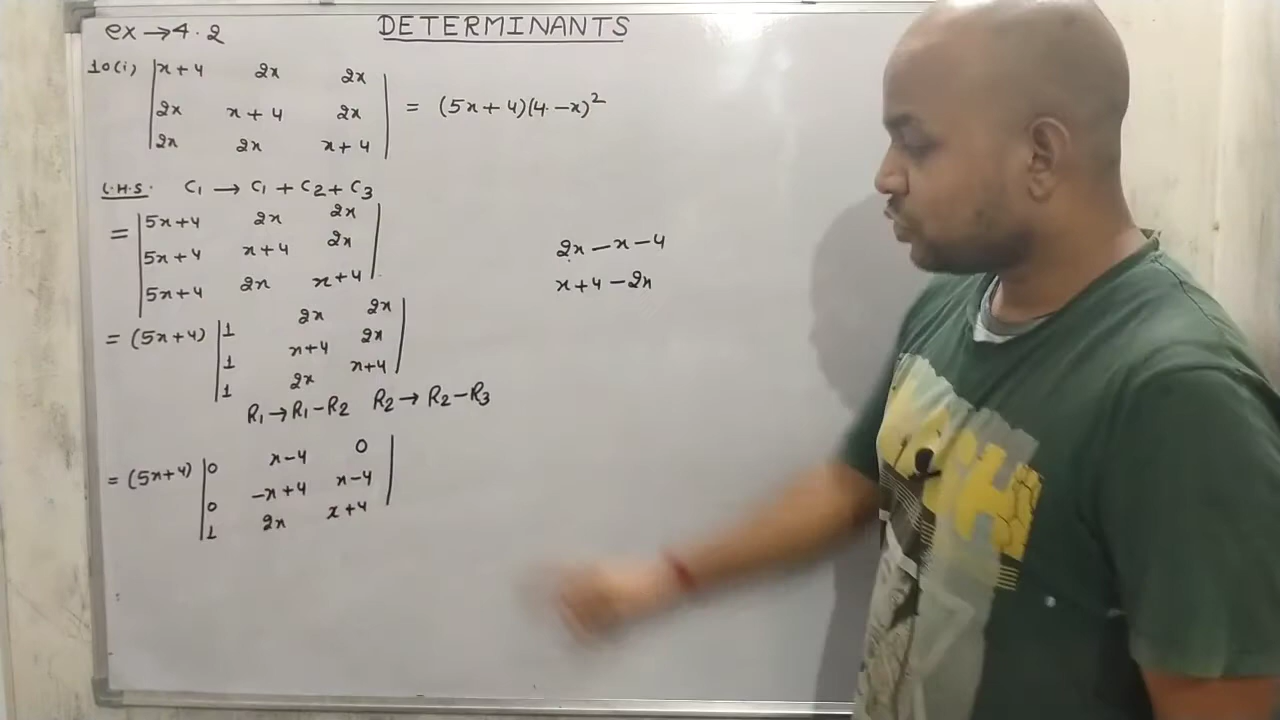 ex → 4.2
DETERMINANTS
10(i) | x+4 2x 2x |
| 2x x+4 2x | = (5x+4)(4-x)²
| 2x 2x x+4 |
L.H.S. C₁ → C₁ + C₂ + C₃
= | 5x+4 2x 2x |
| 5x+4 x+4 2x |
| 5x+4 2x x+4 |
= (5x+4) | 1 2x 2x |
| 1 x+4 2x |
| 1 2x x+4 |
R₁ → R₁-R₂ R₂ → R₂-R₃
= (5x+4) | 0 x-4 0 |
| 0 -x+4 x-4 |
| 1 2x x+4 |
2x-x-4
x+4-2x